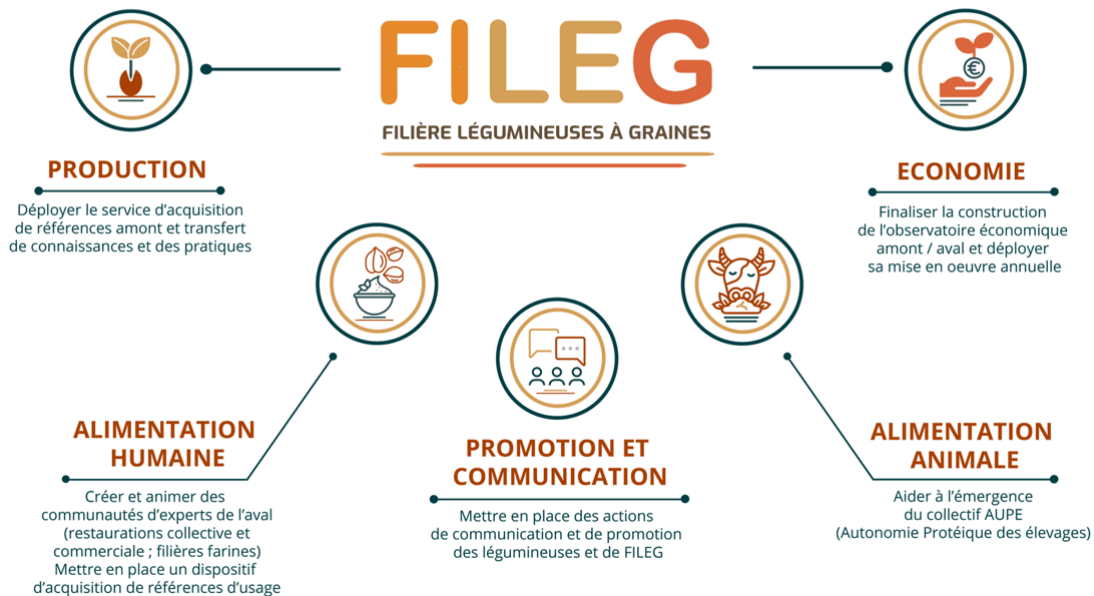 FILEG
FILIÈRE LÉGUMINEUSES À GRAINES
PRODUCTION
Déployer le service d'acquisition
de références amont et transfert
de connaissances et des pratiques
ECONOMIE
Finaliser la construction
de l'observatoire économique
amont / aval et déployer
sa mise en oeuvre annuelle
€
ALIMENTATION
HUMAINE
Créer et animer des
communautés d'experts de l'aval
(restaurations collective et
commerciale ; filières farines)
Mettre en place un dispositif
d'acquisition de références d'usage
PROMOTION ET
COMMUNICATION
Mettre en place des actions
de communication et de promotion
des légumineuses et de FILEG
ALIMENTATION
ANIMALE
Aider à l'émergence
du collectif AUPE
(Autonomie Protéique des élevages)